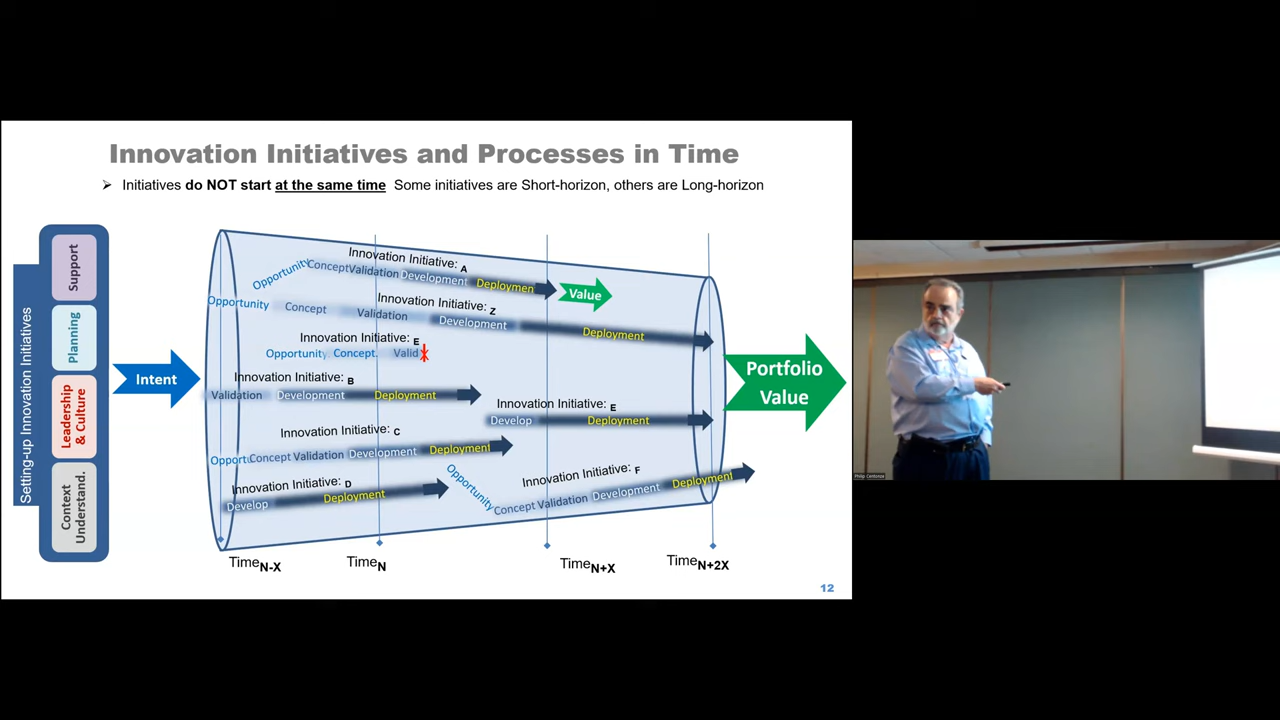 Innovation Initiatives and Processes in Time
➢ Initiatives do NOT start at the same time Some initiatives are Short-horizon, others are Long-horizon
Setting-up Innovation Initiatives
Support
Planning
Leadership
& Culture
Context
Understand.
Intent
Innovation Initiative: A
Opportunity Concept Validation Development Deploymen
Value
Innovation Initiative: Z
Opportunity Concept Validation Development Deployment
Innovation Initiative: E
Opportunity Concept. Valid
Innovation Initiative: B
Validation Development Deployment
Innovation Initiative: E
Develop Deployment
Innovation Initiative: C
Opport Concept Validation Development Deployment
Innovation Initiative: D
Develop Deployment
Innovation Initiative: F
Opportunity Concept Validation Development Deployment
Portfolio
Value
TimeN-X TimeN TimeN+X TimeN+2X
12